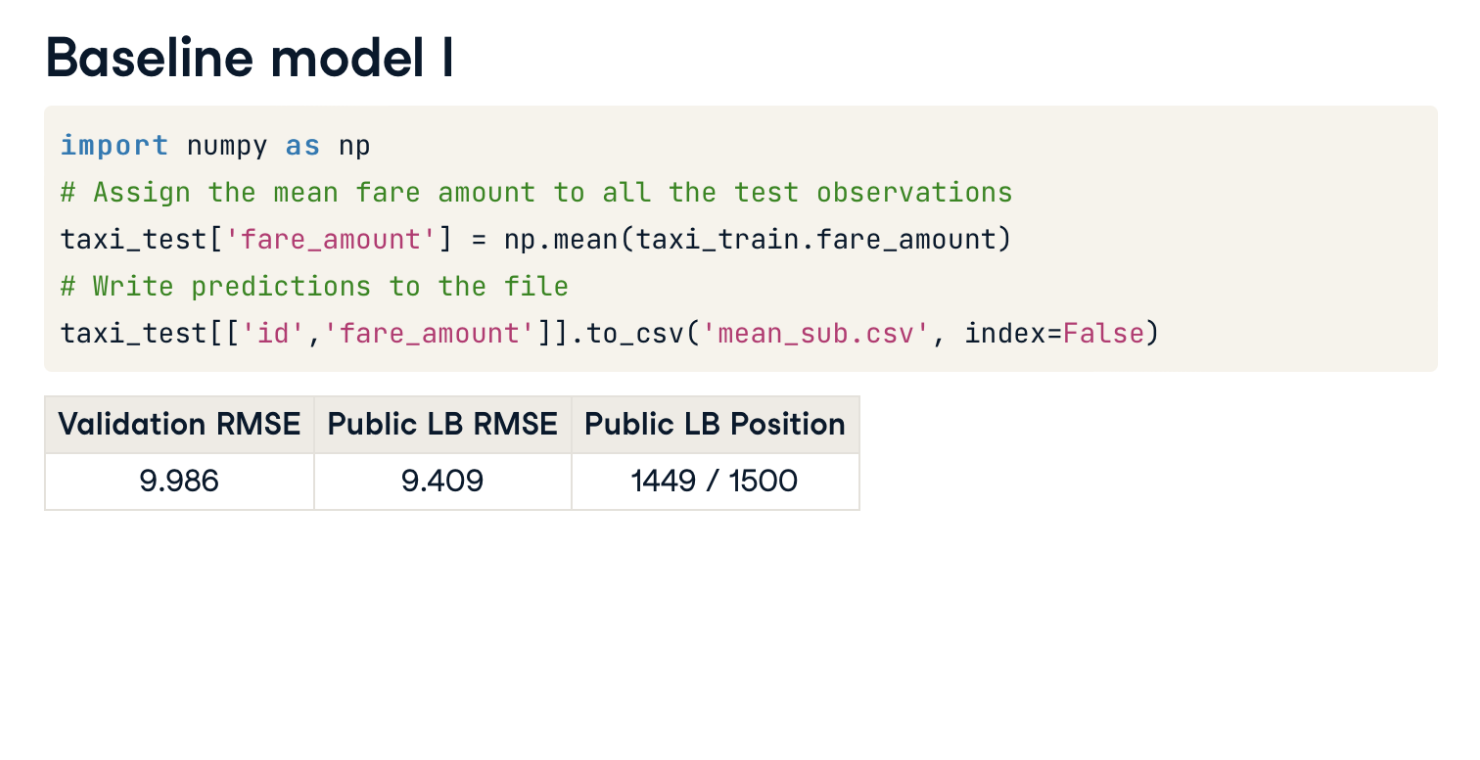 Baseline model I
import numpy as np
# Assign the mean fare amount to all the test observations
taxi_test['fare_amount'] = np.mean(taxi_train.fare_amount)
# Write predictions to the file
taxi_test[['id','fare_amount']].to_csv('mean_sub.csv', index=False)
Validation RMSE Public LB RMSE Public LB Position
9.986 9.409 1449 / 1500